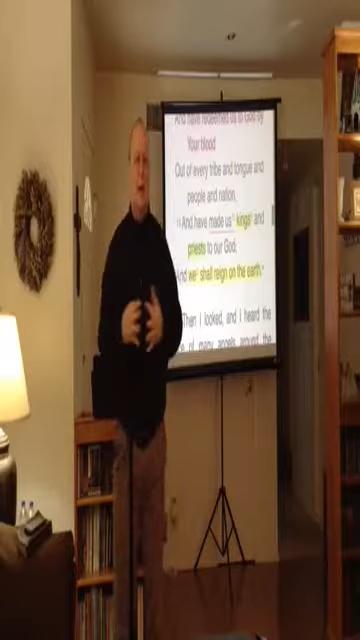 And have redeemed us to God by
Your blood
Out of every tribe and tongue and
people and nation,
10And have made us kings and
priests to our God;
And we shall reign on the earth."
Then I looked, and I heard the
of many angels around the